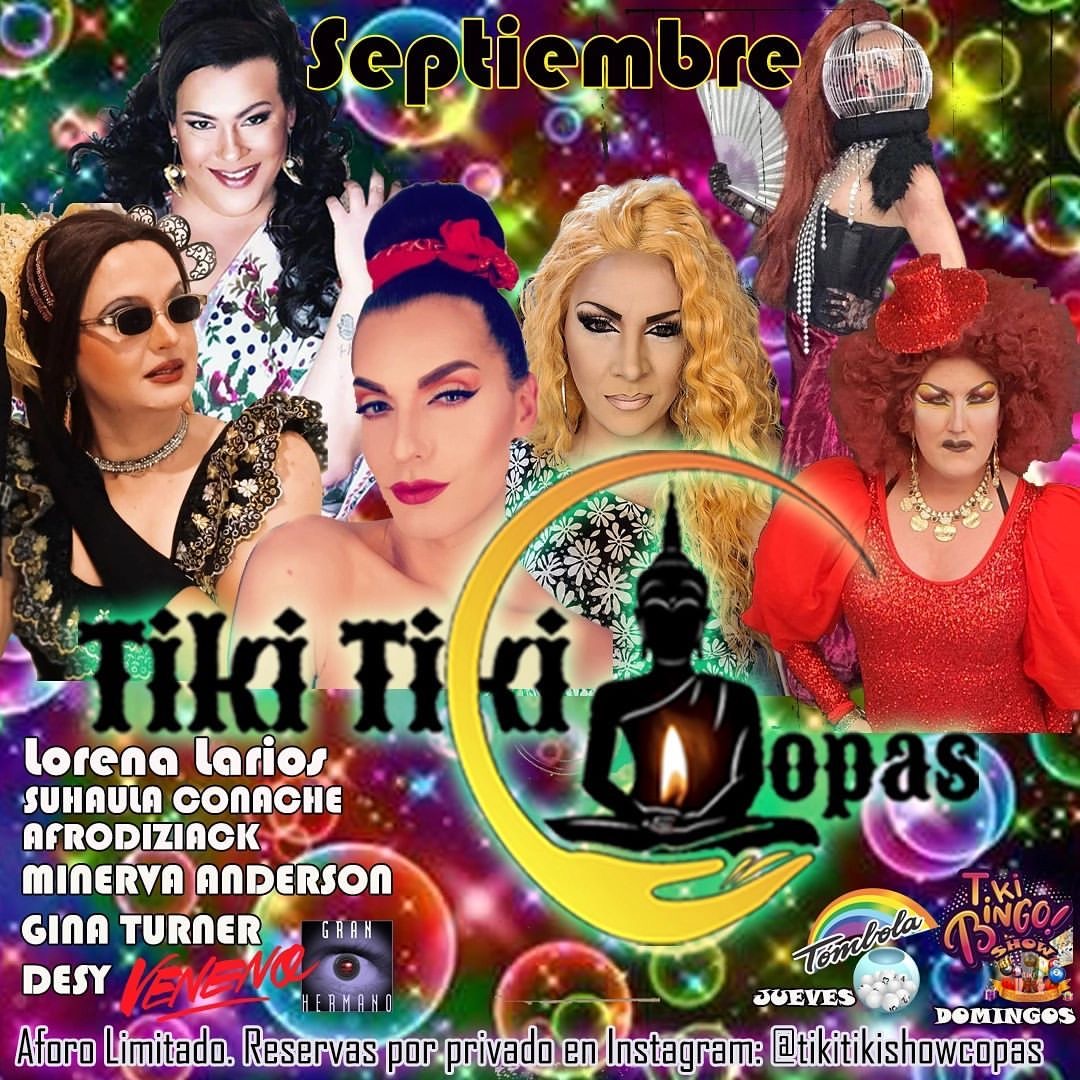 Septiembre
Tiki Tiki Copas
Lorena Larios
SUHAULA CONACHE
AFRODIZIACK
MINERVA ANDERSON
GINA TURNER
DESY VENENO
GRAN
HERMANO
Tómbola
JUEVES
TiKi
BiNGO!
SHOW
DOMINGOS
Aforo Limitado. Reservas por privado en Instagram: @tikitikishowcopas